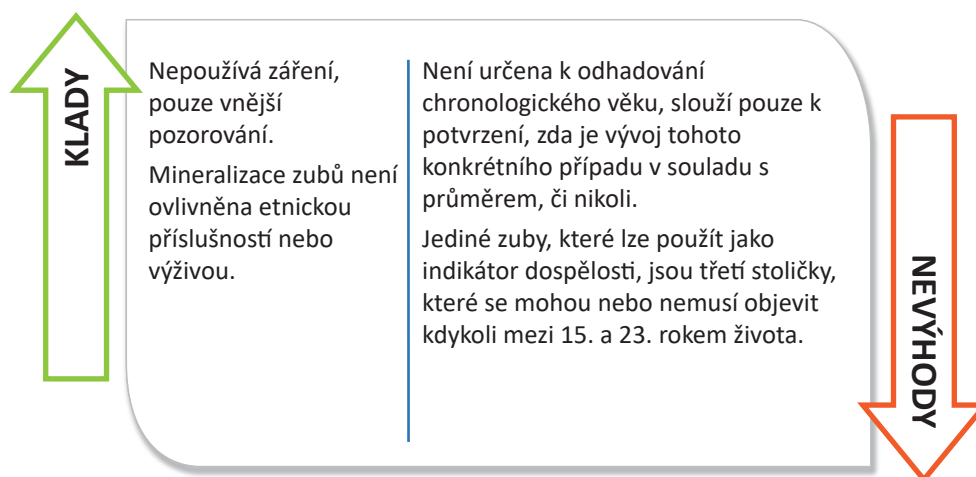 KLADY
Nepoužívá záření,
pouze vnější
pozorování.
Mineralizace zubů není
ovlivněna etnickou
příslušností nebo
výživou.
Není určena k odhadování
chronologického věku, slouží pouze k
potvrzení, zda je vývoj tohoto
konkrétního případu v souladu s
průměrem, či nikoli.
Jediné zuby, které lze použít jako
indikátor dospělosti, jsou třetí stoličky,
které se mohou nebo nemusí objevit
kdykoli mezi 15. a 23. rokem života.
NEVÝHODY